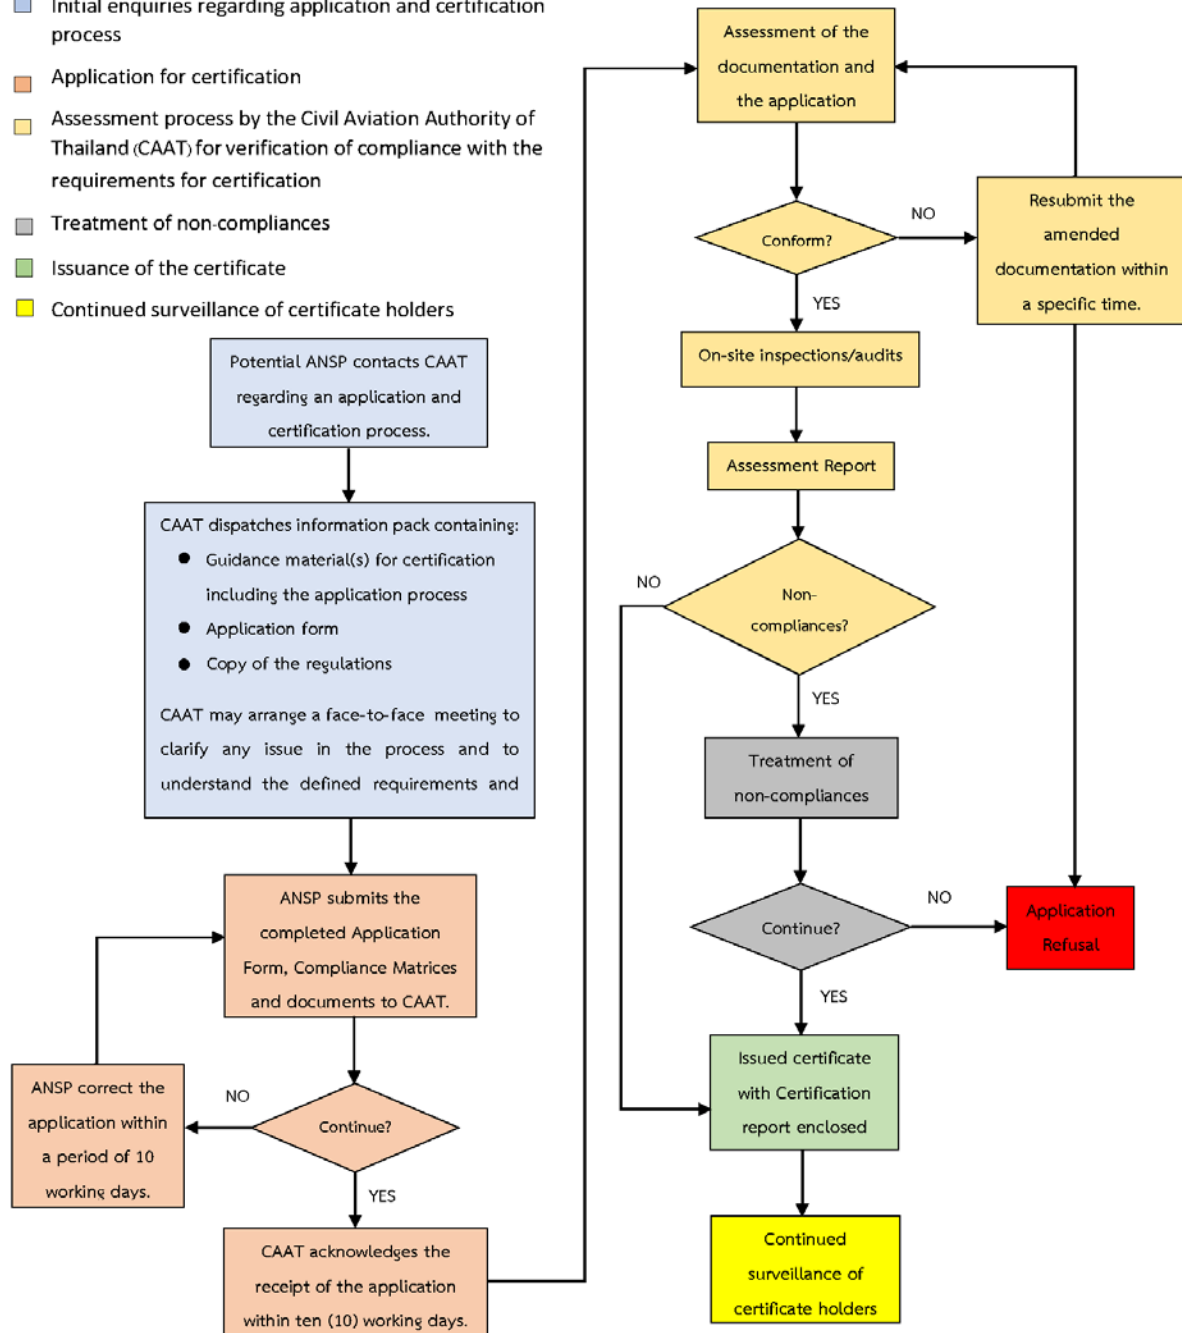 Initial enquiries regarding application and certification
process
Application for certification
Assessment process by the Civil Aviation Authority of
Thailand (CAAT) for verification of compliance with the
requirements for certification
Treatment of non-compliances
Issuance of the certificate
Continued surveillance of certificate holders
Potential ANSP contacts CAAT
regarding an application and
certification process.
CAAT dispatches information pack containing:
● Guidance material(s) for certification
including the application process
● Application form
● Copy of the regulations
CAAT may arrange a face-to-face meeting to
clarify any issue in the process and to
understand the defined requirements and
ANSP submits the
completed Application
Form, Compliance Matrices
and documents to CAAT.
Continue?
NO
ANSP correct the
application within
a period of 10
working days.
YES
CAAT acknowledges the
receipt of the application
within ten (10) working days.
Assessment of the
documentation and
the application
Conform?
NO
Resubmit the
amended
documentation within
a specific time.
YES
On-site inspections/audits
Assessment Report
Non-
compliances?
NO
YES
Treatment of
non-compliances
Continue?
NO
Application
Refusal
YES
Issued certificate
with Certification
report enclosed
Continued
surveillance of
certificate holders